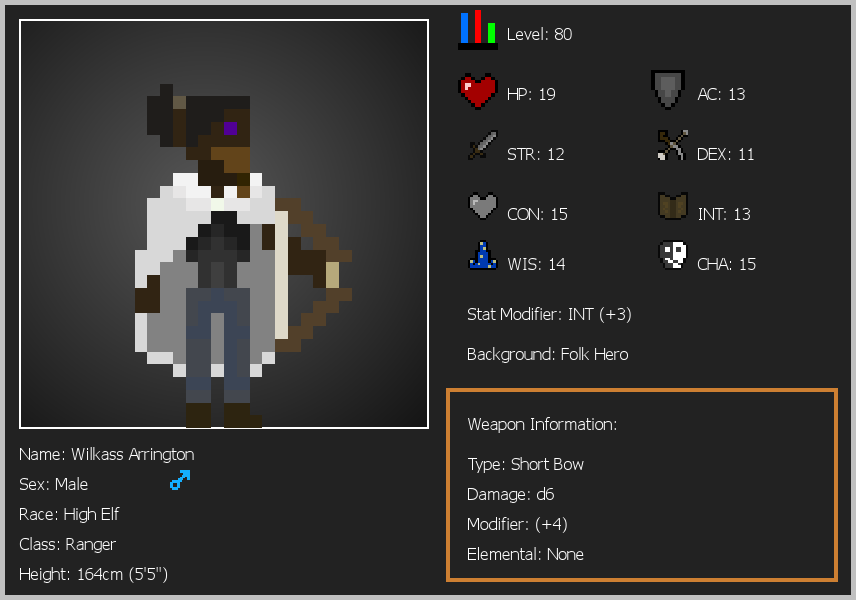 Level: 80
HP: 19
AC: 13
STR: 12
DEX: 11
CON: 15
INT: 13
WIS: 14
CHA: 15
Stat Modifier: INT (+3)
Background: Folk Hero
Weapon Information:
Type: Short Bow
Damage: d6
Modifier: (+4)
Elemental: None
Name: Wilkass Arrington
Sex: Male
Race: High Elf
Class: Ranger
Height: 164cm (5'5")